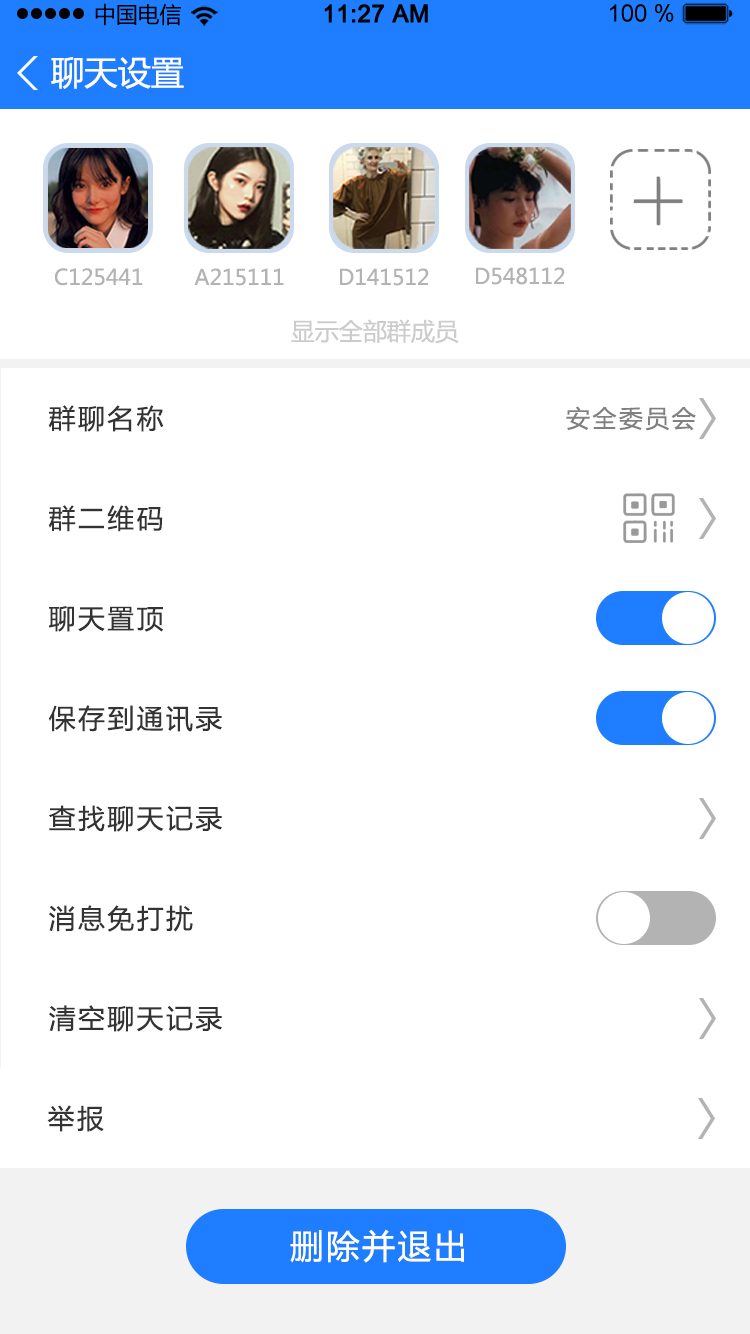 中国电信 11:27 AM 100 %
聊天设置
C125441 A215111 D141512 D548112
显示全部群成员
群聊名称 安全委员会
群二维码
聊天置顶
保存到通讯录
查找聊天记录
消息免打扰
清空聊天记录
举报
删除并退出